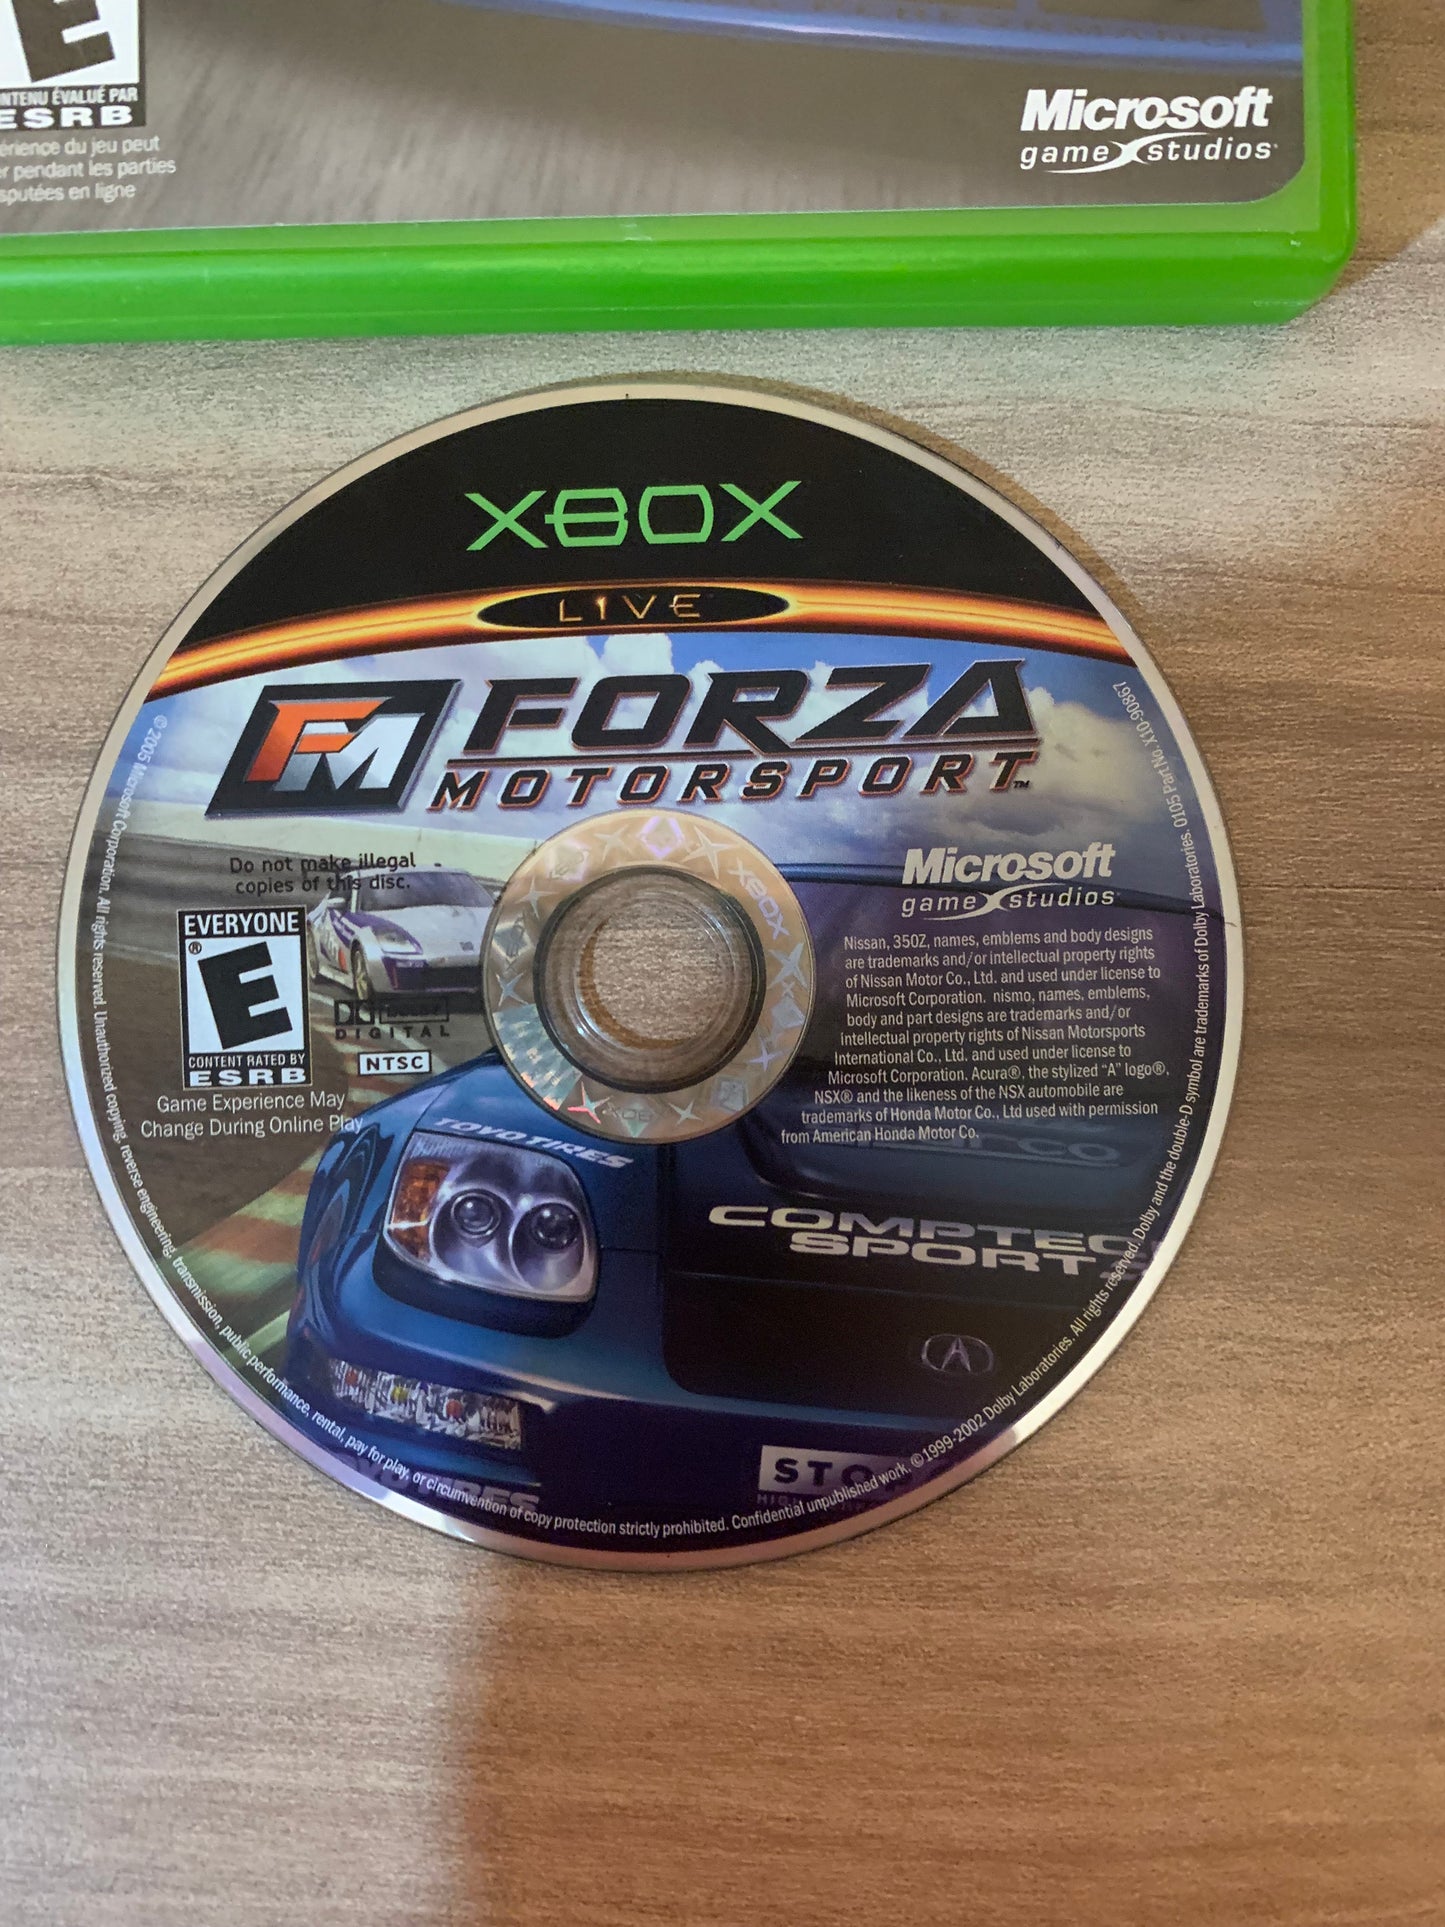 E
NTENU ÉVALUÉ PAR
ESRB
érience du jeu peut
r pendant les parties
sputées en ligne
Microsoft
game studios
XBOX
LIVE
FM FORZA
MOTORSPORT™
Do not make illegal
copies of this disc.
EVERYONE
E®
CONTENT RATED BY
ESRB
Game Experience May
Change During Online Play
DIGITAL
NTSC
XBOX
Microsoft
game studios
Nissan, 350Z, names, emblems and body designs
are trademarks and/or intellectual property rights
of Nissan Motor Co., Ltd. and used under license to
Microsoft Corporation. nismo, names, emblems,
body and part designs are trademarks and/or
intellectual property rights of Nissan Motorsports
International Co., Ltd. and used under license to
Microsoft Corporation. Acura®, the stylized "A" logo®,
NSX® and the likeness of the NSX automobile are
trademarks of Honda Motor Co., Ltd used with permission
from American Honda Motor Co.
TOYO TIRES
COMPTEC
SPORT
STO
© 2005 Microsoft Corporation. All rights reserved. Unauthorized copying, reverse engineering, transmission, public performance, rental, pay for play, or circumvention of copy protection strictly prohibited. Confidential unpublished work. ©1999-2002 Dolby Laboratories. All rights reserved. Dolby and the double-D symbol are trademarks of Dolby Laboratories. 0105 Part No. X10-90867